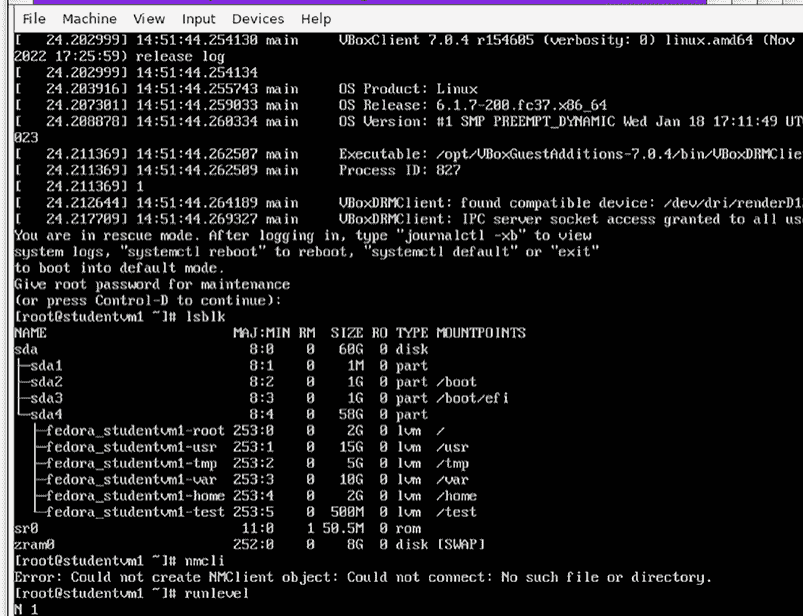 File Machine View Input Devices Help
[   24.202999] 14:51:44.254130 main     VBoxClient 7.0.4 r154605 (verbosity: 0) linux.amd64 (Nov
2022 17:25:59) release log
[   24.202999] 14:51:44.254134
[   24.203916] 14:51:44.255743 main     OS Product: Linux
[   24.207301] 14:51:44.259033 main     OS Release: 6.1.7-200.fc37.x86_64
[   24.208878] 14:51:44.260334 main     OS Version: #1 SMP PREEMPT_DYNAMIC Wed Jan 18 17:11:49 UT
023
[   24.211369] 14:51:44.262507 main     Executable: /opt/VBoxGuestAdditions-7.0.4/bin/VBoxDRMClie
[   24.211369] 14:51:44.262509 main     Process ID: 827
[   24.211369] 1
[   24.212644] 14:51:44.264189 main     VBoxDRMClient: found compatible device: /dev/dri/renderD12
[   24.217709] 14:51:44.269327 main     VBoxDRMClient: IPC server socket access granted to all use
You are in rescue mode. After logging in, type "journalctl -xb" to view
system logs, "systemctl reboot" to reboot, "systemctl default" or "exit"
to boot into default mode.
Give root password for maintenance
(or press Control-D to continue):
[root@studentvm1 ~]# lsblk
NAME                        MAJ:MIN RM  SIZE RO TYPE MOUNTPOINTS
sda                           8:0    0   60G  0 disk
├─sda1                        8:1    0    1M  0 part
├─sda2                        8:2    0    1G  0 part /boot
├─sda3                        8:3    0    1G  0 part /boot/efi
└─sda4                        8:4    0   58G  0 part
  ├─fedora_studentvm1-root  253:0    0    2G  0 lvm  /
  ├─fedora_studentvm1-usr   253:1    0   15G  0 lvm  /usr
  ├─fedora_studentvm1-tmp   253:2    0    5G  0 lvm  /tmp
  ├─fedora_studentvm1-var   253:3    0   10G  0 lvm  /var
  ├─fedora_studentvm1-home  253:4    0    2G  0 lvm  /home
  └─fedora_studentvm1-test  253:5    0  500M  0 lvm  /test
sr0                          11:0    1 50.5M  0 rom
zram0                       252:0    0    8G  0 disk [SWAP]
[root@studentvm1 ~]# nmcli
Error: Could not create NMClient object: Could not connect: No such file or directory.
[root@studentvm1 ~]# runlevel
N 1